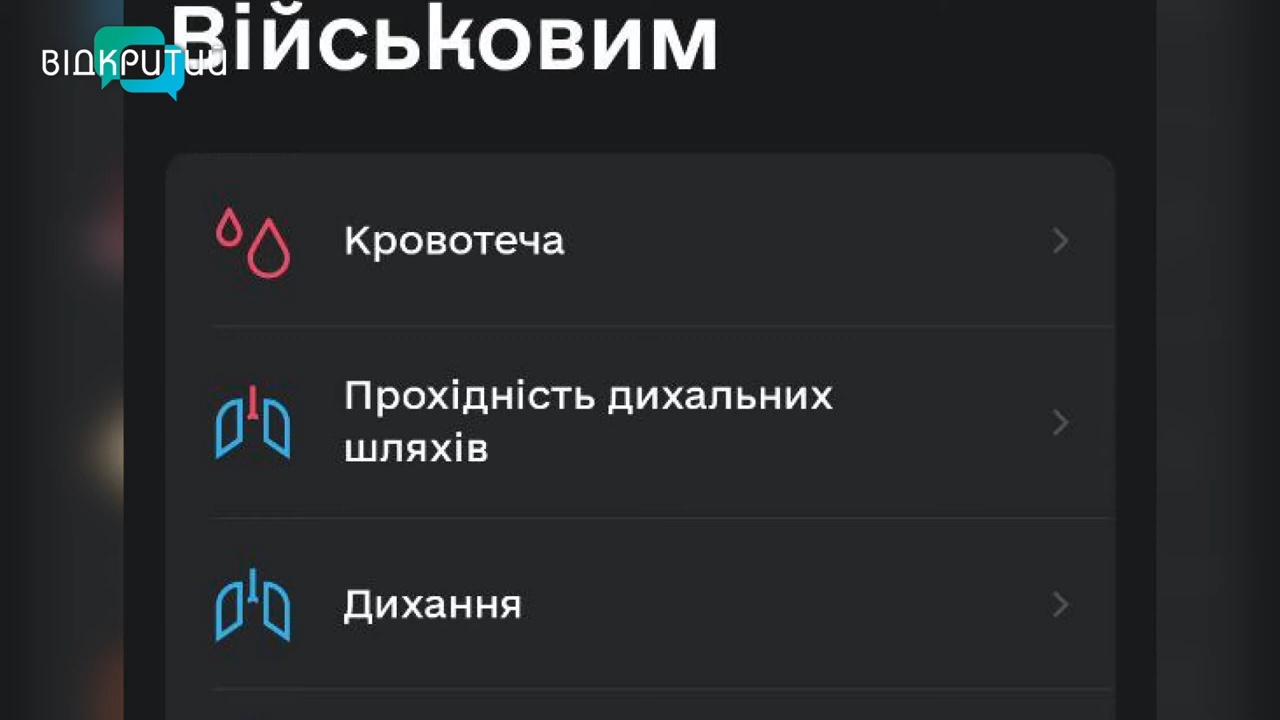 Військовим
ВІДКРИТИЙ
Кровотеча
Прохідність дихальних
шляхів
Дихання